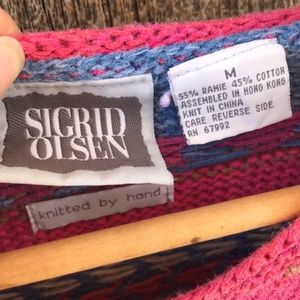 SIGRID
OLSEN
knitted by hand
M
55% RAMIE 45% COTTON
ASSEMBLED IN HONG KONG
KNIT IN CHINA
CARE REVERSE SIDE
RN 67992